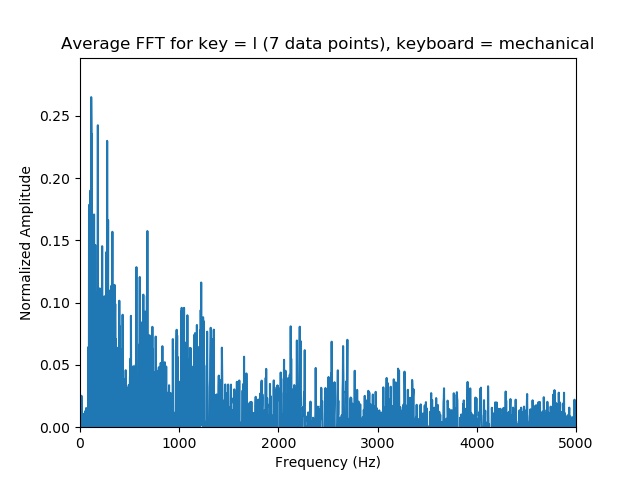 Average FFT for key = l (7 data points), keyboard = mechanical
Normalized Amplitude
0.25
0.20
0.15
0.10
0.05
0.00
0 1000 2000 3000 4000 5000
Frequency (Hz)